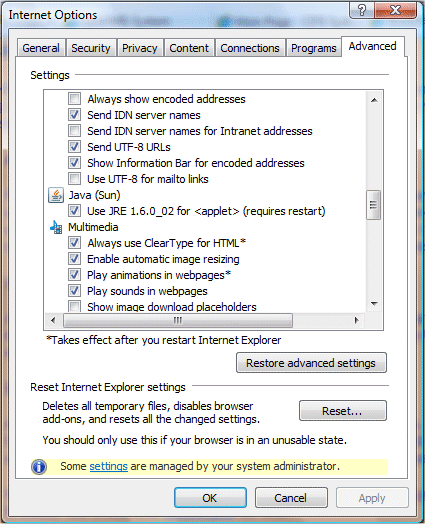 Internet Options
General Security Privacy Content Connections Programs Advanced
Settings
Always show encoded addresses
Send IDN server names
Send IDN server names for Intranet addresses
Send UTF-8 URLs
Show Information Bar for encoded addresses
Use UTF-8 for mailto links
Java (Sun)
Use JRE 1.6.0_02 for <applet> (requires restart)
Multimedia
Always use ClearType for HTML*
Enable automatic image resizing
Play animations in webpages*
Play sounds in webpages
Show image download placeholders
*Takes effect after you restart Internet Explorer
Restore advanced settings
Reset Internet Explorer settings
Deletes all temporary files, disables browser
add-ons, and resets all the changed settings.
Reset...
You should only use this if your browser is in an unusable state.
Some settings are managed by your system administrator.
OK Cancel Apply